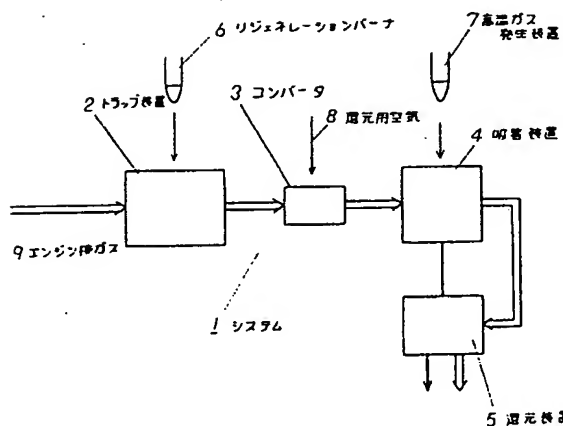 6 リジェネレーションバーナ
7 高温ガス
発生装置
2 トラップ装置
3 コンバータ
8 還元用空気
4 吸着装置
9 エンジン排ガス
1 システム
5 還元装置